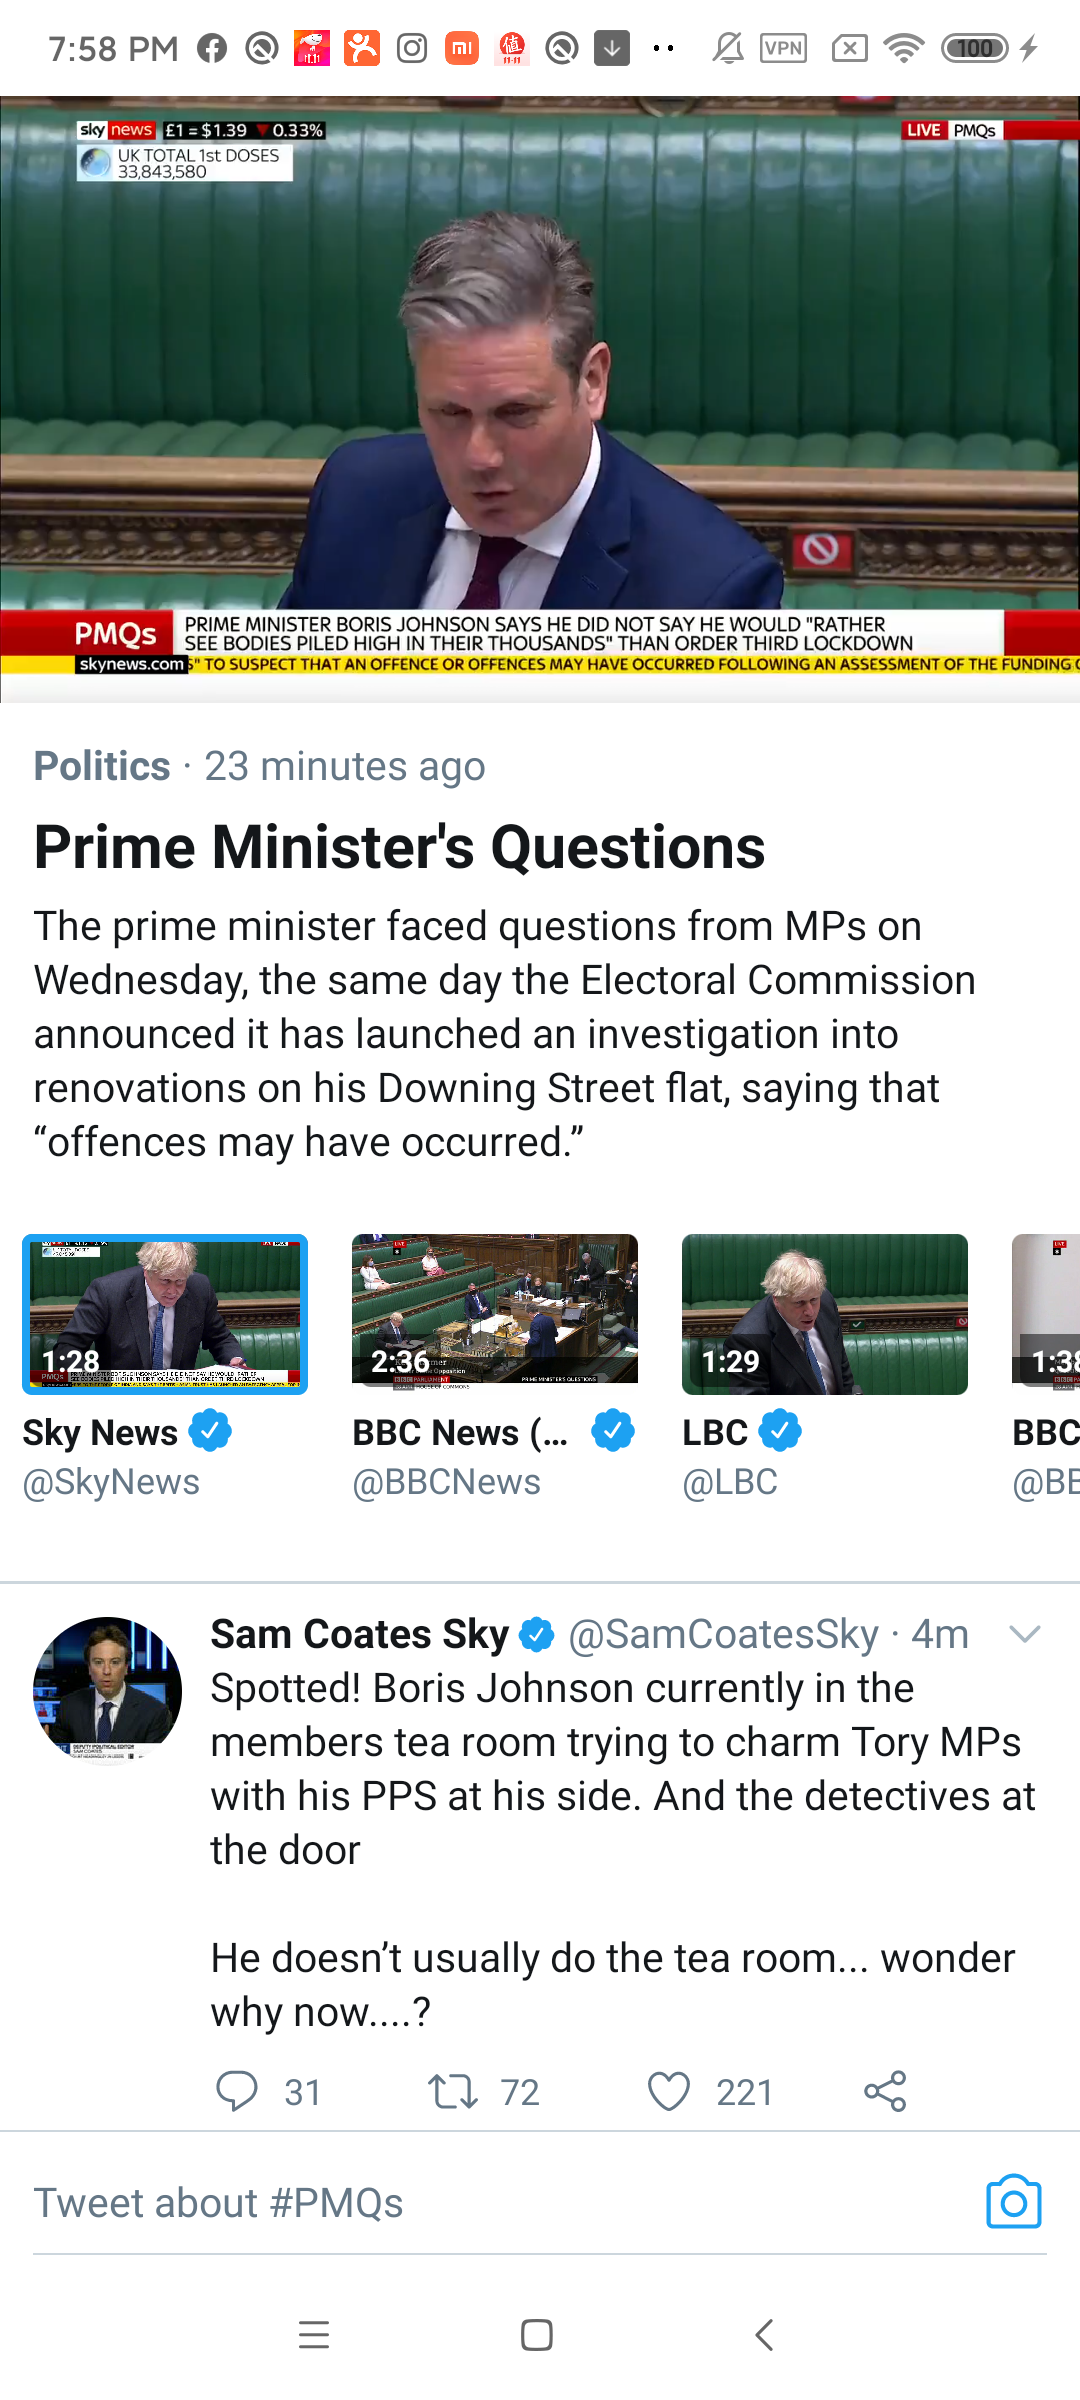 7:58 PM
VPN
100
sky news £1 = $1.39 0.33%
LIVE PMQs
UK TOTAL 1st DOSES
33,843,580
PMQs
PRIME MINISTER BORIS JOHNSON SAYS HE DID NOT SAY HE WOULD "RATHER
SEE BODIES PILED HIGH IN THEIR THOUSANDS" THAN ORDER THIRD LOCKDOWN
skynews.com S" TO SUSPECT THAT AN OFFENCE OR OFFENCES MAY HAVE OCCURRED FOLLOWING AN ASSESSMENT OF THE FUNDING
Politics · 23 minutes ago
Prime Minister's Questions
The prime minister faced questions from MPs on
Wednesday, the same day the Electoral Commission
announced it has launched an investigation into
renovations on his Downing Street flat, saying that
“offences may have occurred.”
1:28
2:36
1:29
1:38
Sky News
BBC News (...
LBC
BBC
@SkyNews
@BBCNews
@LBC
@BB
Sam Coates Sky @SamCoatesSky · 4m
Spotted! Boris Johnson currently in the
members tea room trying to charm Tory MPs
with his PPS at his side. And the detectives at
the door
He doesn’t usually do the tea room... wonder
why now....?
31
72
221
Tweet about #PMQs